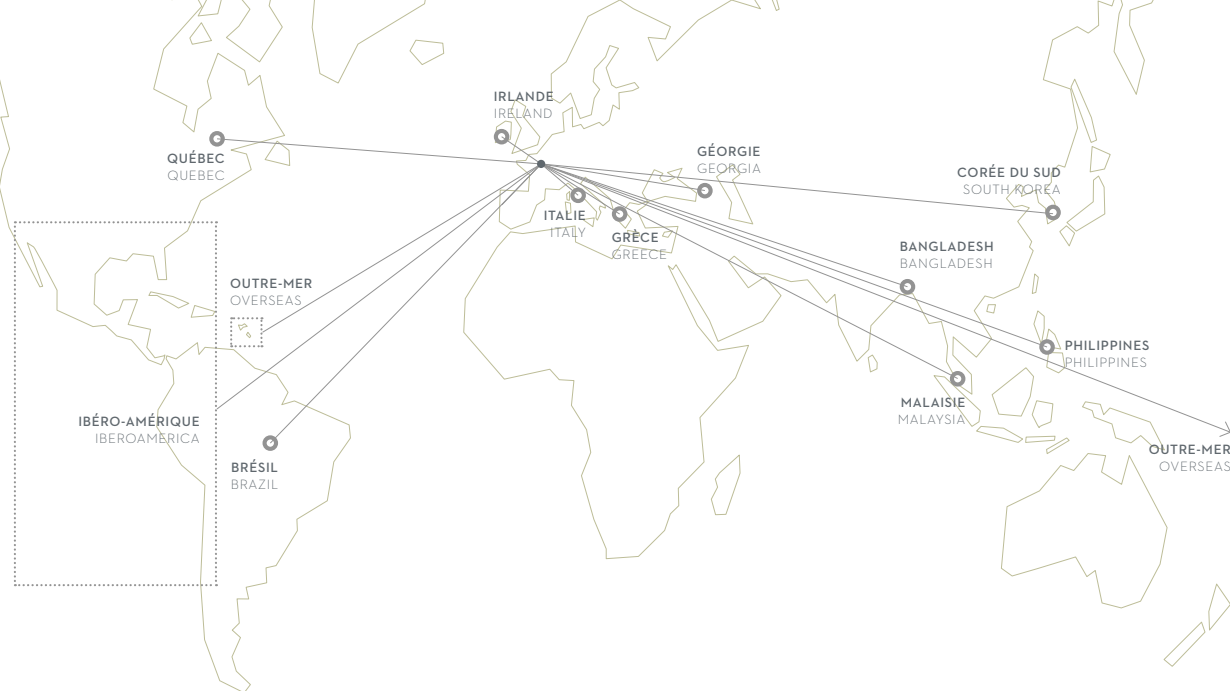 IRLANDE
IRELAND
QUÉBEC
QUEBEC
GÉORGIE
GEORGIA
CORÉE DU SUD
SOUTH KOREA
ITALIE
ITALY
GRÈCE
GREECE
BANGLADESH
BANGLADESH
OUTRE-MER
OVERSEAS
PHILIPPINES
PHILIPPINES
MALAISIE
MALAYSIA
IBÉRO-AMÉRIQUE
IBEROAMERICA
BRÉSIL
BRAZIL
OUTRE-MER
OVERSEAS